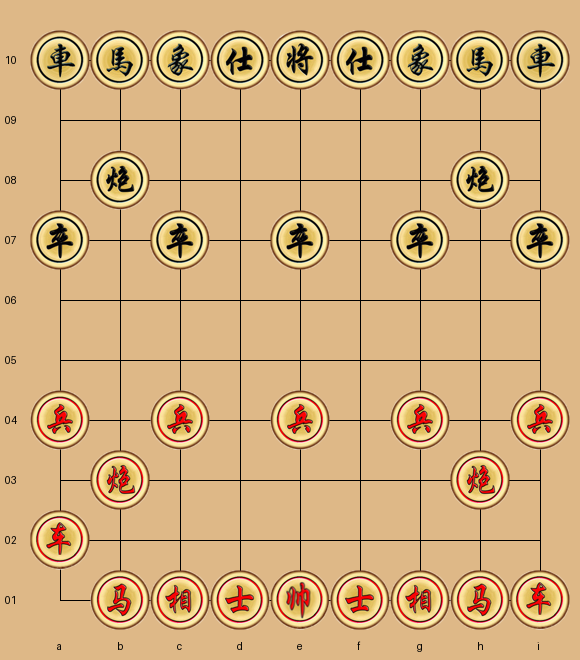 10 車 馬 象 仕 将 仕 象 馬 車
09
08 炮 炮
07 卒 卒 卒 卒 卒
06
05
04 兵 兵 兵 兵 兵
03 炮 炮
02 车
01 马 相 士 帅 士 相 马 车
a b c d e f g h i